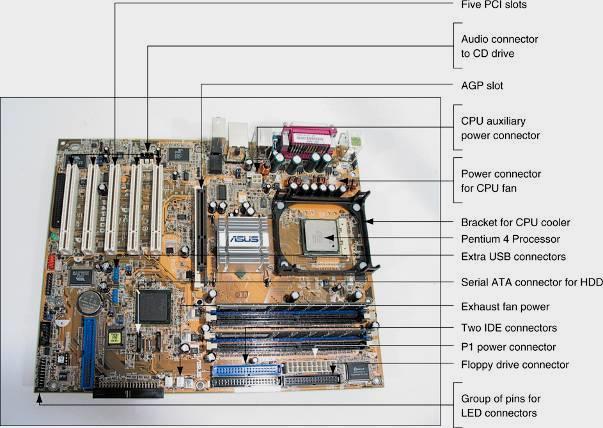 Five PCI slots
Audio connector
to CD drive
AGP slot
CPU auxiliary
power connector
Power connector
for CPU fan
Bracket for CPU cooler
Pentium 4 Processor
Extra USB connectors
Serial ATA connector for HDD
Exhaust fan power
Two IDE connectors
P1 power connector
Floppy drive connector
Group of pins for
LED connectors
ASUS